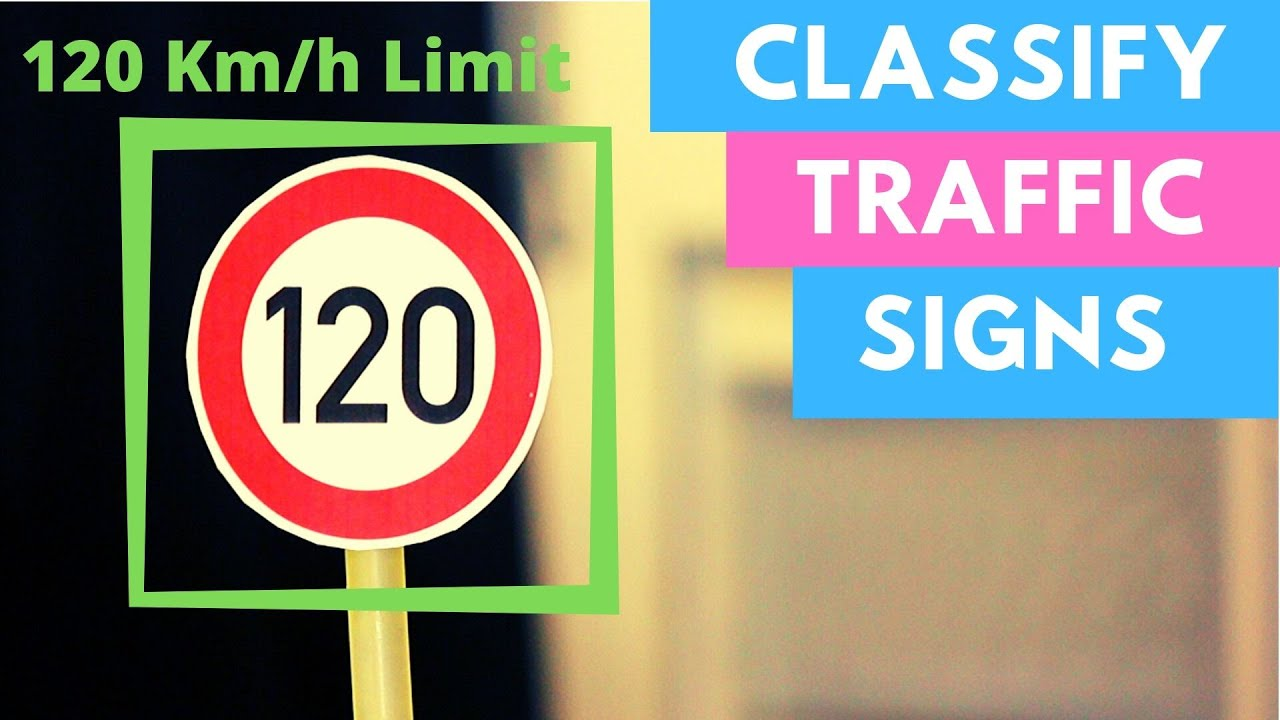 120 Km/h Limit
120
CLASSIFY
TRAFFIC
SIGNS